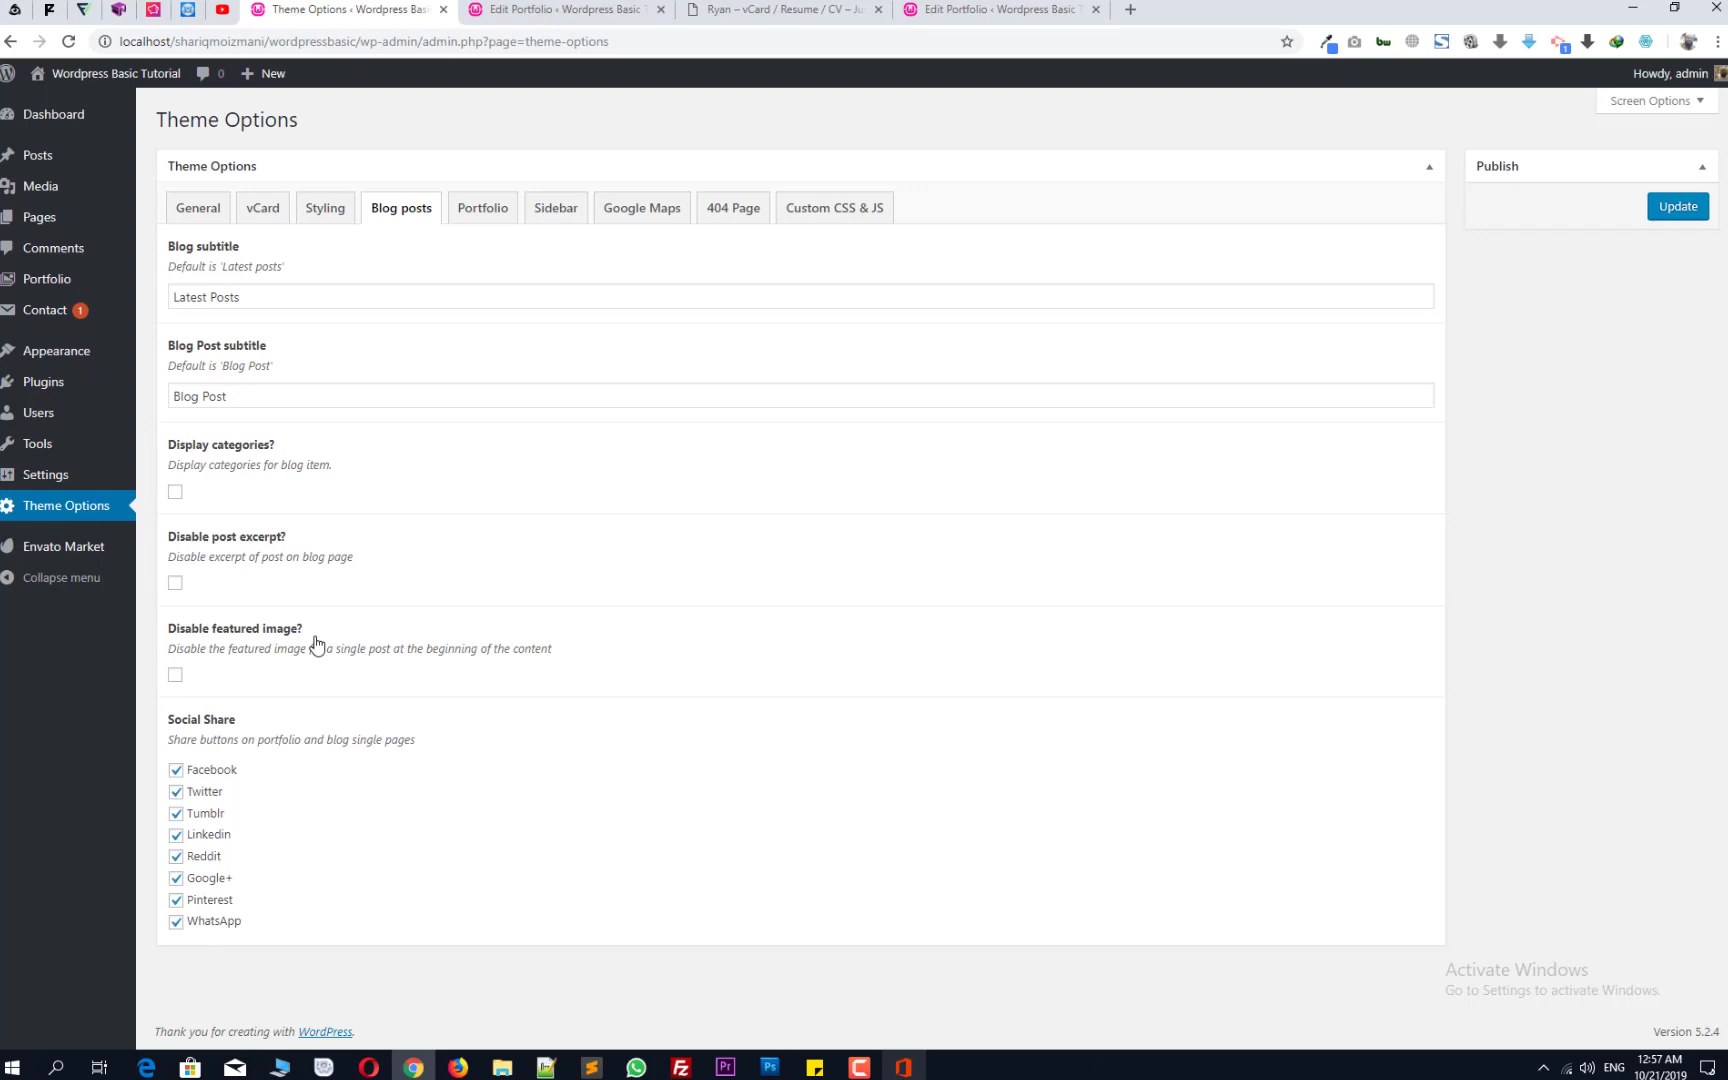 Theme Options ‹ Wordpress Basi
Edit Portfolio ‹ Wordpress Basic T
Ryan – vCard / Resume / CV – Ju
Edit Portfolio ‹ Wordpress Basic T
localhost/shariqmoizmani/wordpressbasic/wp-admin/admin.php?page=theme-options
Wordpress Basic Tutorial
0
New
Howdy, admin
Screen Options
Dashboard
Posts
Media
Pages
Comments
Portfolio
Contact 1
Appearance
Plugins
Users
Tools
Settings
Theme Options
Envato Market
Collapse menu
Theme Options
Theme Options
General
vCard
Styling
Blog posts
Portfolio
Sidebar
Google Maps
404 Page
Custom CSS & JS
Blog subtitle
Default is 'Latest posts'
Latest Posts
Blog Post subtitle
Default is 'Blog Post'
Blog Post
Display categories?
Display categories for blog item.
Disable post excerpt?
Disable excerpt of post on blog page
Disable featured image?
Disable the featured image a single post at the beginning of the content
Social Share
Share buttons on portfolio and blog single pages
Facebook
Twitter
Tumblr
Linkedin
Reddit
Google+
Pinterest
WhatsApp
Publish
Update
Activate Windows
Go to Settings to activate Windows.
Thank you for creating with WordPress.
Version 5.2.4
ENG
12:57 AM
10/21/2019